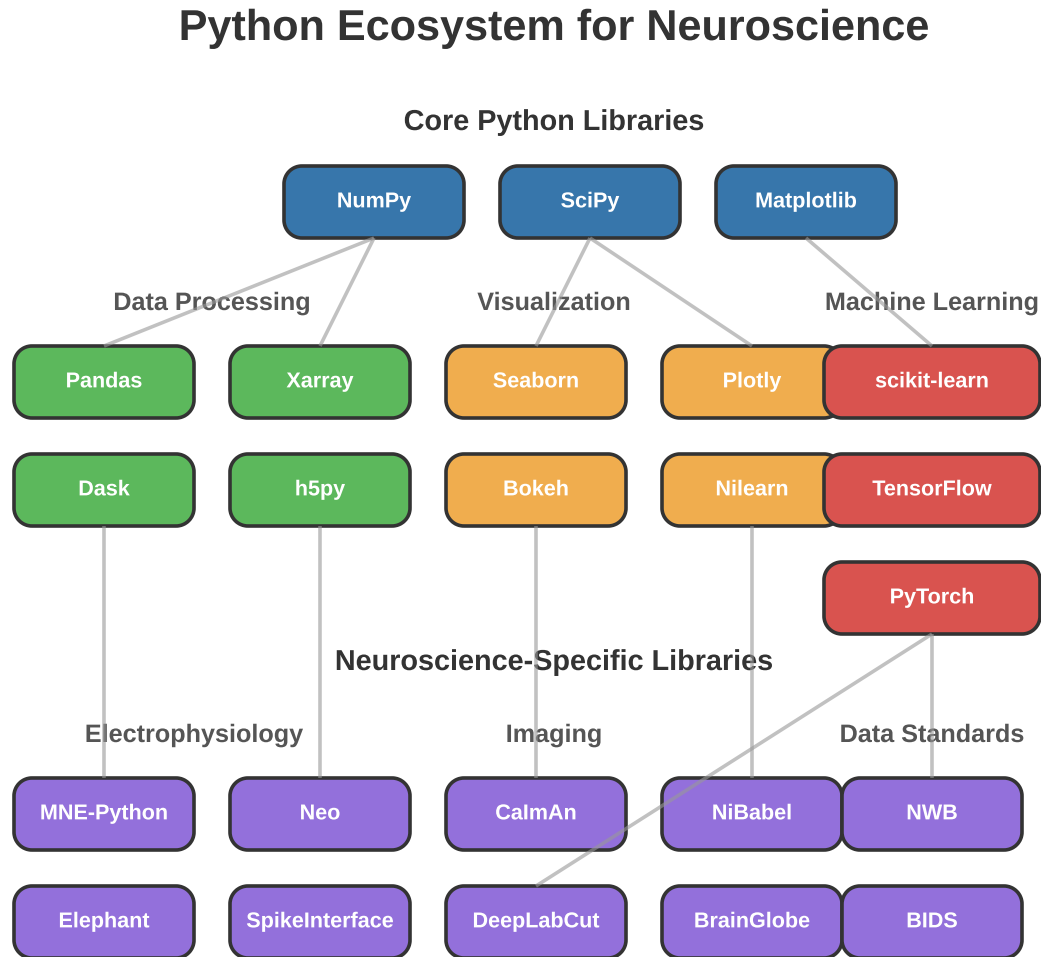 Python Ecosystem for Neuroscience
Core Python Libraries
NumPy
SciPy
Matplotlib
Data Processing
Visualization
Machine Learning
Pandas
Xarray
Seaborn
Plotly
scikit-learn
Dask
h5py
Bokeh
Nilearn
TensorFlow
PyTorch
Neuroscience-Specific Libraries
Electrophysiology
Imaging
Data Standards
MNE-Python
Neo
CaImAn
NiBabel
NWB
Elephant
SpikeInterface
DeepLabCut
BrainGlobe
BIDS